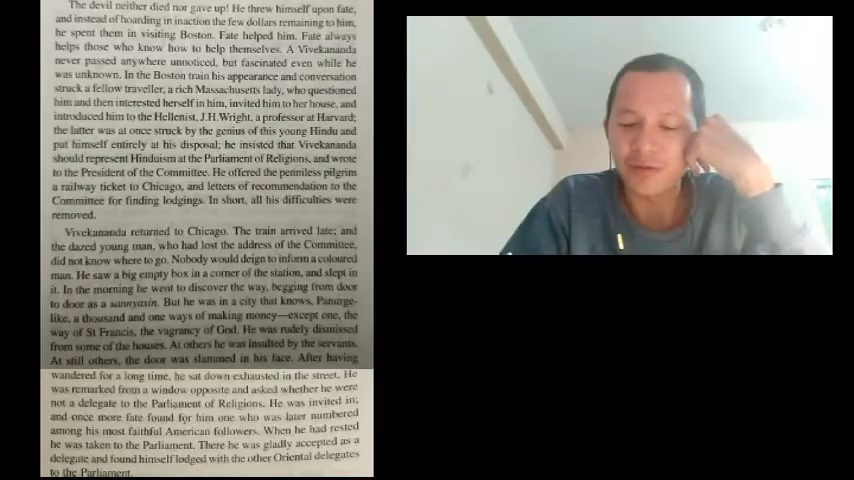 The devil neither died nor gave up! He threw himself upon fate,
and instead of hoarding in inaction the few dollars remaining to him,
he spent them in visiting Boston. Fate helped him. Fate always
helps those who know how to help themselves. A Vivekananda
never passed anywhere unnoticed, but fascinated even while he
was unknown. In the Boston train his appearance and conversation
struck a fellow traveller, a rich Massachusetts lady, who questioned
him and then interested herself in him, invited him to her house, and
introduced him to the Hellenist, J.H.Wright, a professor at Harvard;
the latter was at once struck by the genius of this young Hindu and
put himself entirely at his disposal; he insisted that Vivekananda
should represent Hinduism at the Parliament of Religions, and wrote
to the President of the Committee. He offered the penniless pilgrim
a railway ticket to Chicago, and letters of recommendation to the
Committee for finding lodgings. In short, all his difficulties were
removed.
Vivekananda returned to Chicago. The train arrived late; and
the dazed young man, who had lost the address of the Committee,
did not know where to go. Nobody would deign to inform a coloured
man. He saw a big empty box in a corner of the station, and slept in
it. In the morning he went to discover the way, begging from door
to door as a sannyasin. But he was in a city that knows, Panurge-
like, a thousand and one ways of making money—except one, the
way of St Francis, the vagrancy of God. He was rudely dismissed
from some of the houses. At others he was insulted by the servants.
At still others, the door was slammed in his face. After having
wandered for a long time, he sat down exhausted in the street. He
was remarked from a window opposite and asked whether he were
not a delegate to the Parliament of Religions. He was invited in;
and once more fate found for him one who was later numbered
among his most faithful American followers. When he had rested
he was taken to the Parliament. There he was gladly accepted as a
delegate and found himself lodged with the other Oriental delegates
to the Parliament.